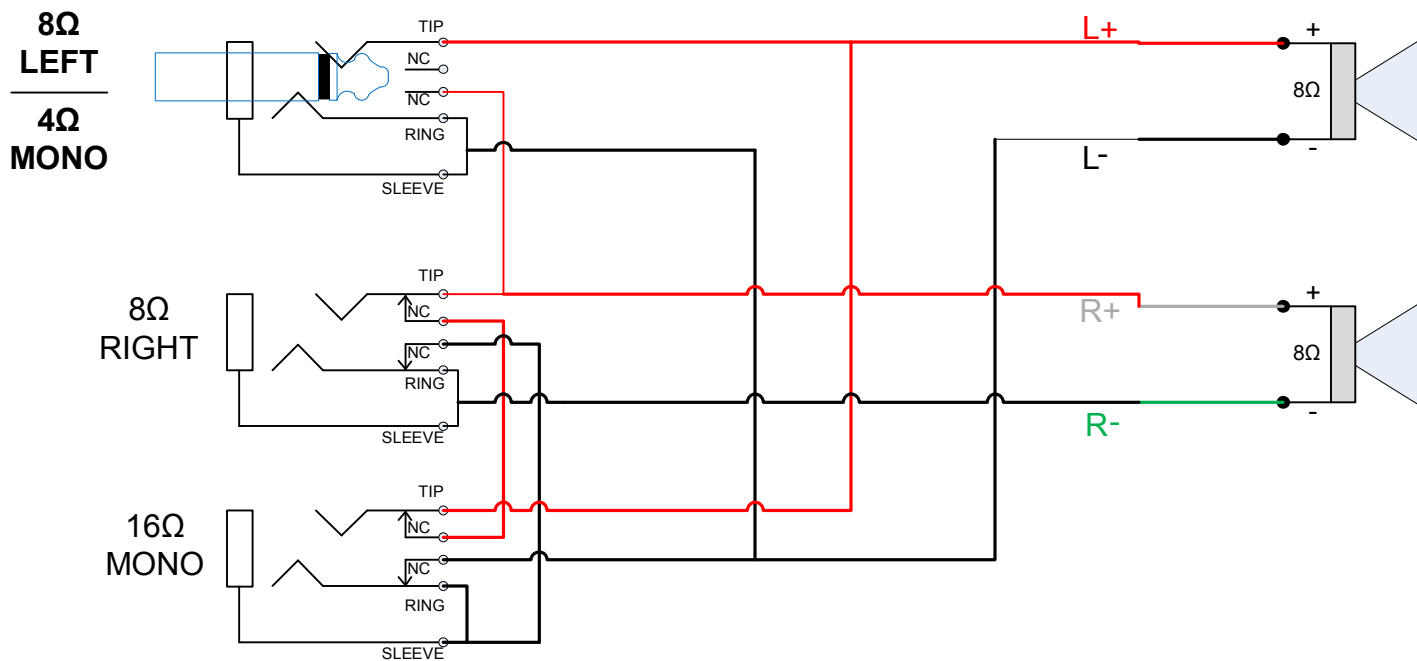 8Ω
LEFT
4Ω
MONO
TIP
NC
NC
RING
SLEEVE
L+
+
8Ω
-
L-
8Ω
RIGHT
TIP
NC
NC
RING
SLEEVE
R+
+
8Ω
-
R-
16Ω
MONO
TIP
NC
NC
RING
SLEEVE